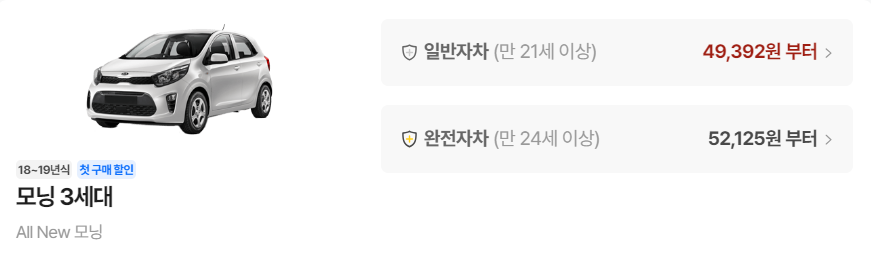 18~19년식 첫 구매 할인
모닝 3세대
All New 모닝
일반자차 (만 21세 이상) 49,392원 부터
완전자차 (만 24세 이상) 52,125원 부터